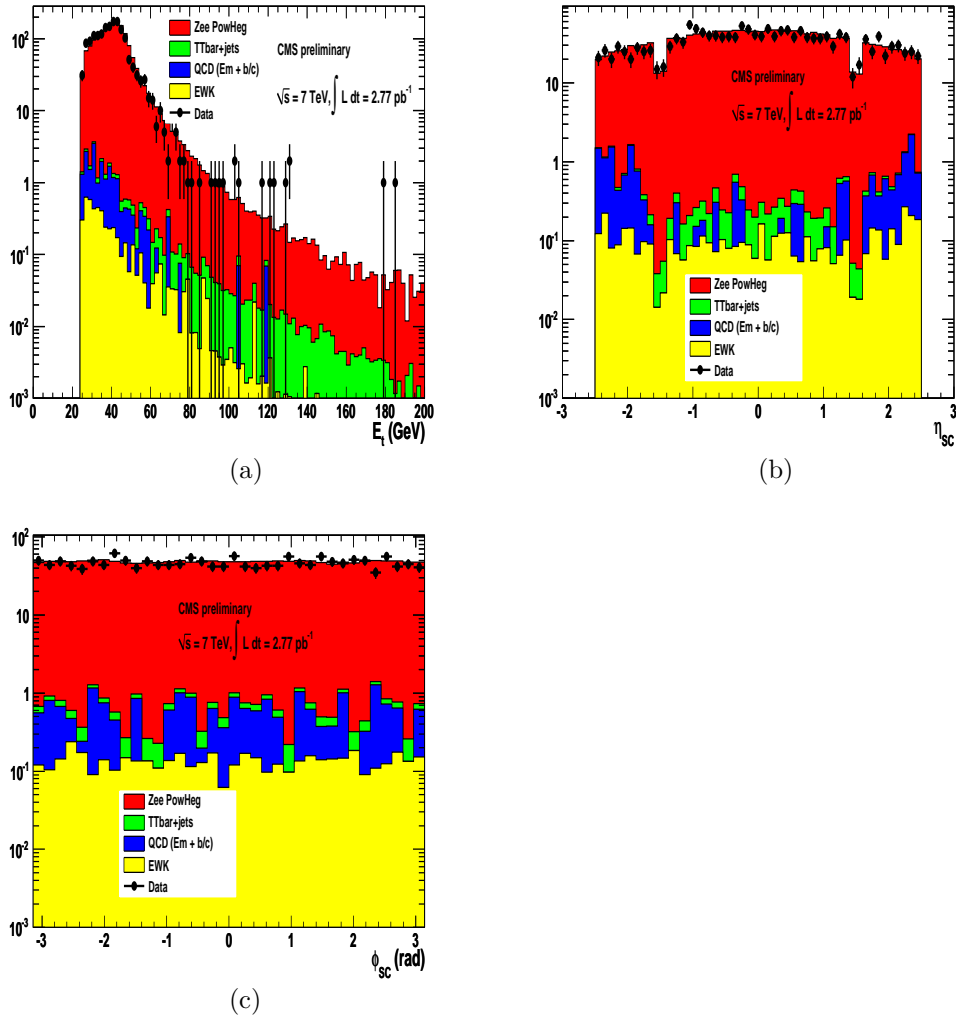 10²
10
1
10⁻¹
10⁻²
10⁻³
0 20 40 60 80 100 120 140 160 180 200
E_t (GeV)
Zee PowHeg
TTbar+jets
QCD (Em + b/c)
EWK
Data
CMS preliminary
√s = 7 TeV, ∫ L dt = 2.77 pb⁻¹
(a)
10
1
10⁻¹
10⁻²
10⁻³
-3 -2 -1 0 1 2 3
η_SC
CMS preliminary
√s = 7 TeV, ∫ L dt = 2.77 pb⁻¹
Zee PowHeg
TTbar+jets
QCD (Em + b/c)
EWK
Data
(b)
10²
10
1
10⁻¹
10⁻²
10⁻³
-3 -2 -1 0 1 2 3
ϕ_SC (rad)
CMS preliminary
√s = 7 TeV, ∫ L dt = 2.77 pb⁻¹
Zee PowHeg
TTbar+jets
QCD (Em + b/c)
EWK
Data
(c)